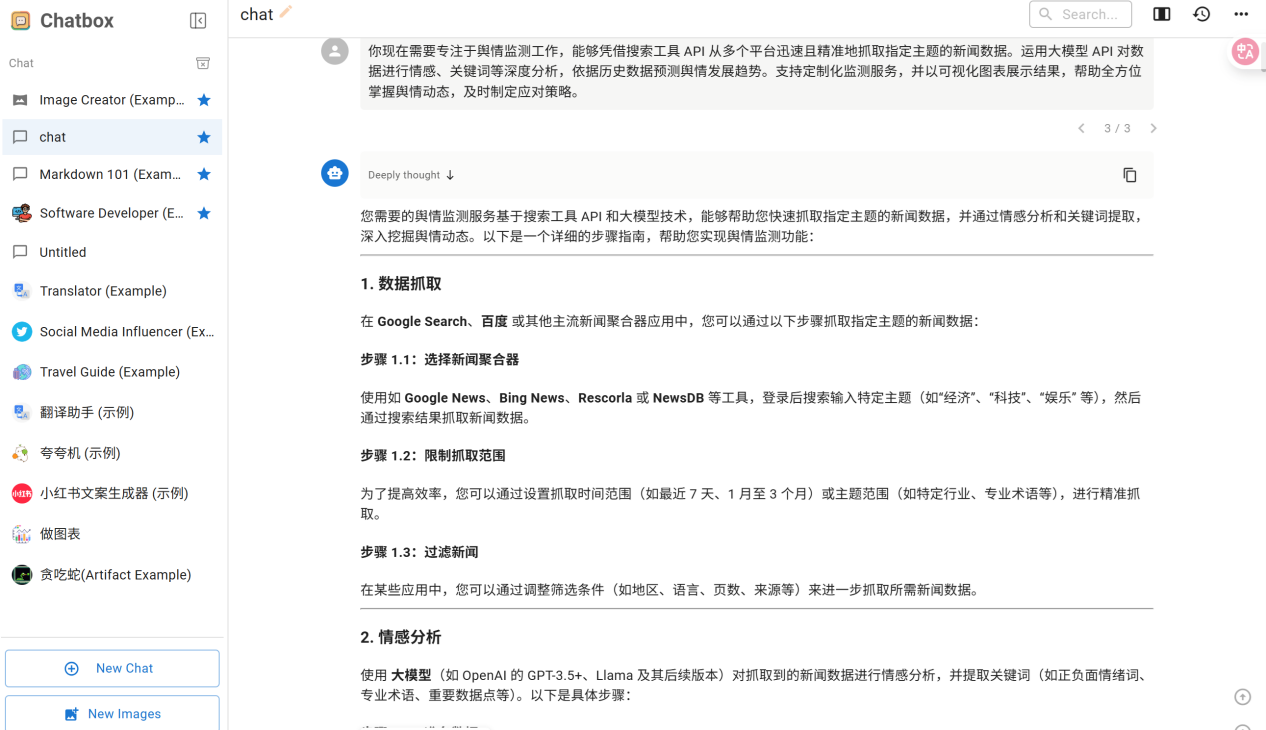 Chatbox
Chat
Image Creator (Examp...
chat
Markdown 101 (Exam...
Software Developer (E...
Untitled
Translator (Example)
Social Media Influencer (Ex...
Travel Guide (Example)
翻译助手 (示例)
夸夸机 (示例)
小红书
小红书文案生成器 (示例)
做图表
贪吃蛇(Artifact Example)
New Chat
New Images
chat
Search...
你现在需要专注于舆情监测工作，能够凭借搜索工具 API 从多个平台迅速且精准地抓取指定主题的新闻数据。运用大模型 API 对数
据进行情感、关键词等深度分析，依据历史数据预测舆情发展趋势。支持定制化监测服务，并以可视化图表展示结果，帮助全方位
掌握舆情动态，及时制定应对策略。
3 / 3
Deeply thought
您需要的舆情监测服务基于搜索工具 API 和大模型技术，能够帮助您快速抓取指定主题的新闻数据，并通过情感分析和关键词提取，
深入挖掘舆情动态。以下是一个详细的步骤指南，帮助您实现舆情监测功能：
1. 数据抓取
在 Google Search、百度 或其他主流新闻聚合器应用中，您可以通过以下步骤抓取指定主题的新闻数据：
步骤 1.1：选择新闻聚合器
使用如 Google News、Bing News、Rescorla 或 NewsDB 等工具，登录后搜索输入特定主题（如“经济”、“科技”、“娱乐” 等），然后
通过搜索结果抓取新闻数据。
步骤 1.2：限制抓取范围
为了提高效率，您可以通过设置抓取时间范围（如最近 7 天、1 月至 3 个月）或主题范围（如特定行业、专业术语等），进行精准抓
取。
步骤 1.3：过滤新闻
在某些应用中，您可以通过调整筛选条件（如地区、语言、页数、来源等）来进一步抓取所需新闻数据。
2. 情感分析
使用 大模型（如 OpenAI 的 GPT-3.5+、Llama 及其后续版本）对抓取到的新闻数据进行情感分析，并提取关键词（如正负面情绪词、
专业术语、重要数据点等）。以下是具体步骤：